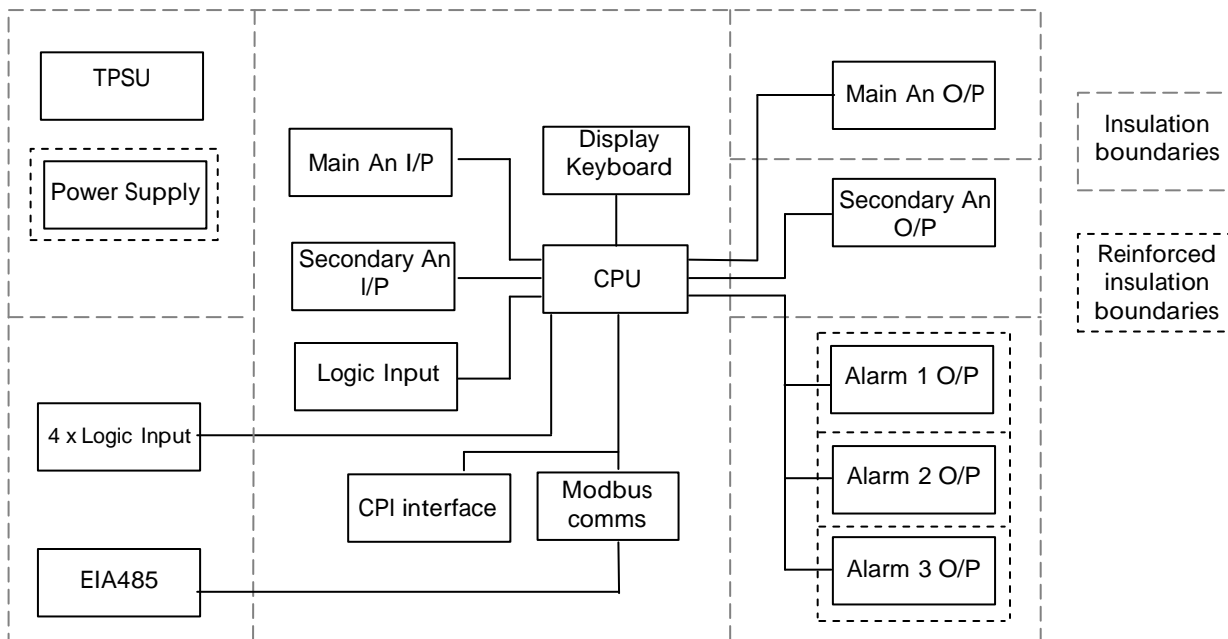 TPSU
Power Supply
4 x Logic Input
EIA485
Main An I/P
Secondary An
I/P
Logic Input
CPI interface
Display
Keyboard
CPU
Modbus
comms
Main An O/P
Secondary An
O/P
Alarm 1 O/P
Alarm 2 O/P
Alarm 3 O/P
Insulation
boundaries
Reinforced
insulation
boundaries